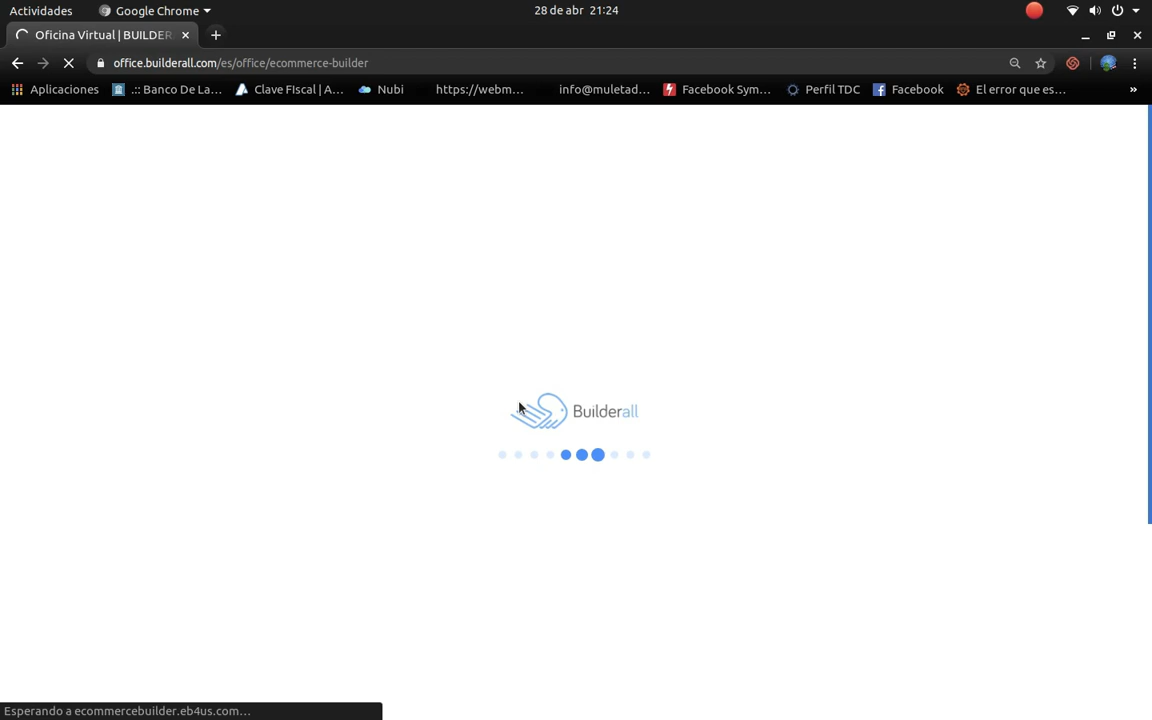 Actividades
Google Chrome
28 de abr 21:24
Oficina Virtual | BUILDER
office.builderall.com/es/office/ecommerce-builder
Aplicaciones
.:: Banco De La...
Clave FIscal | A...
Nubi
https://webm...
info@muletad...
Facebook Sym...
Perfil TDC
Facebook
El error que es...
»
Builderall
Esperando a ecommercebuilder.eb4us.com...